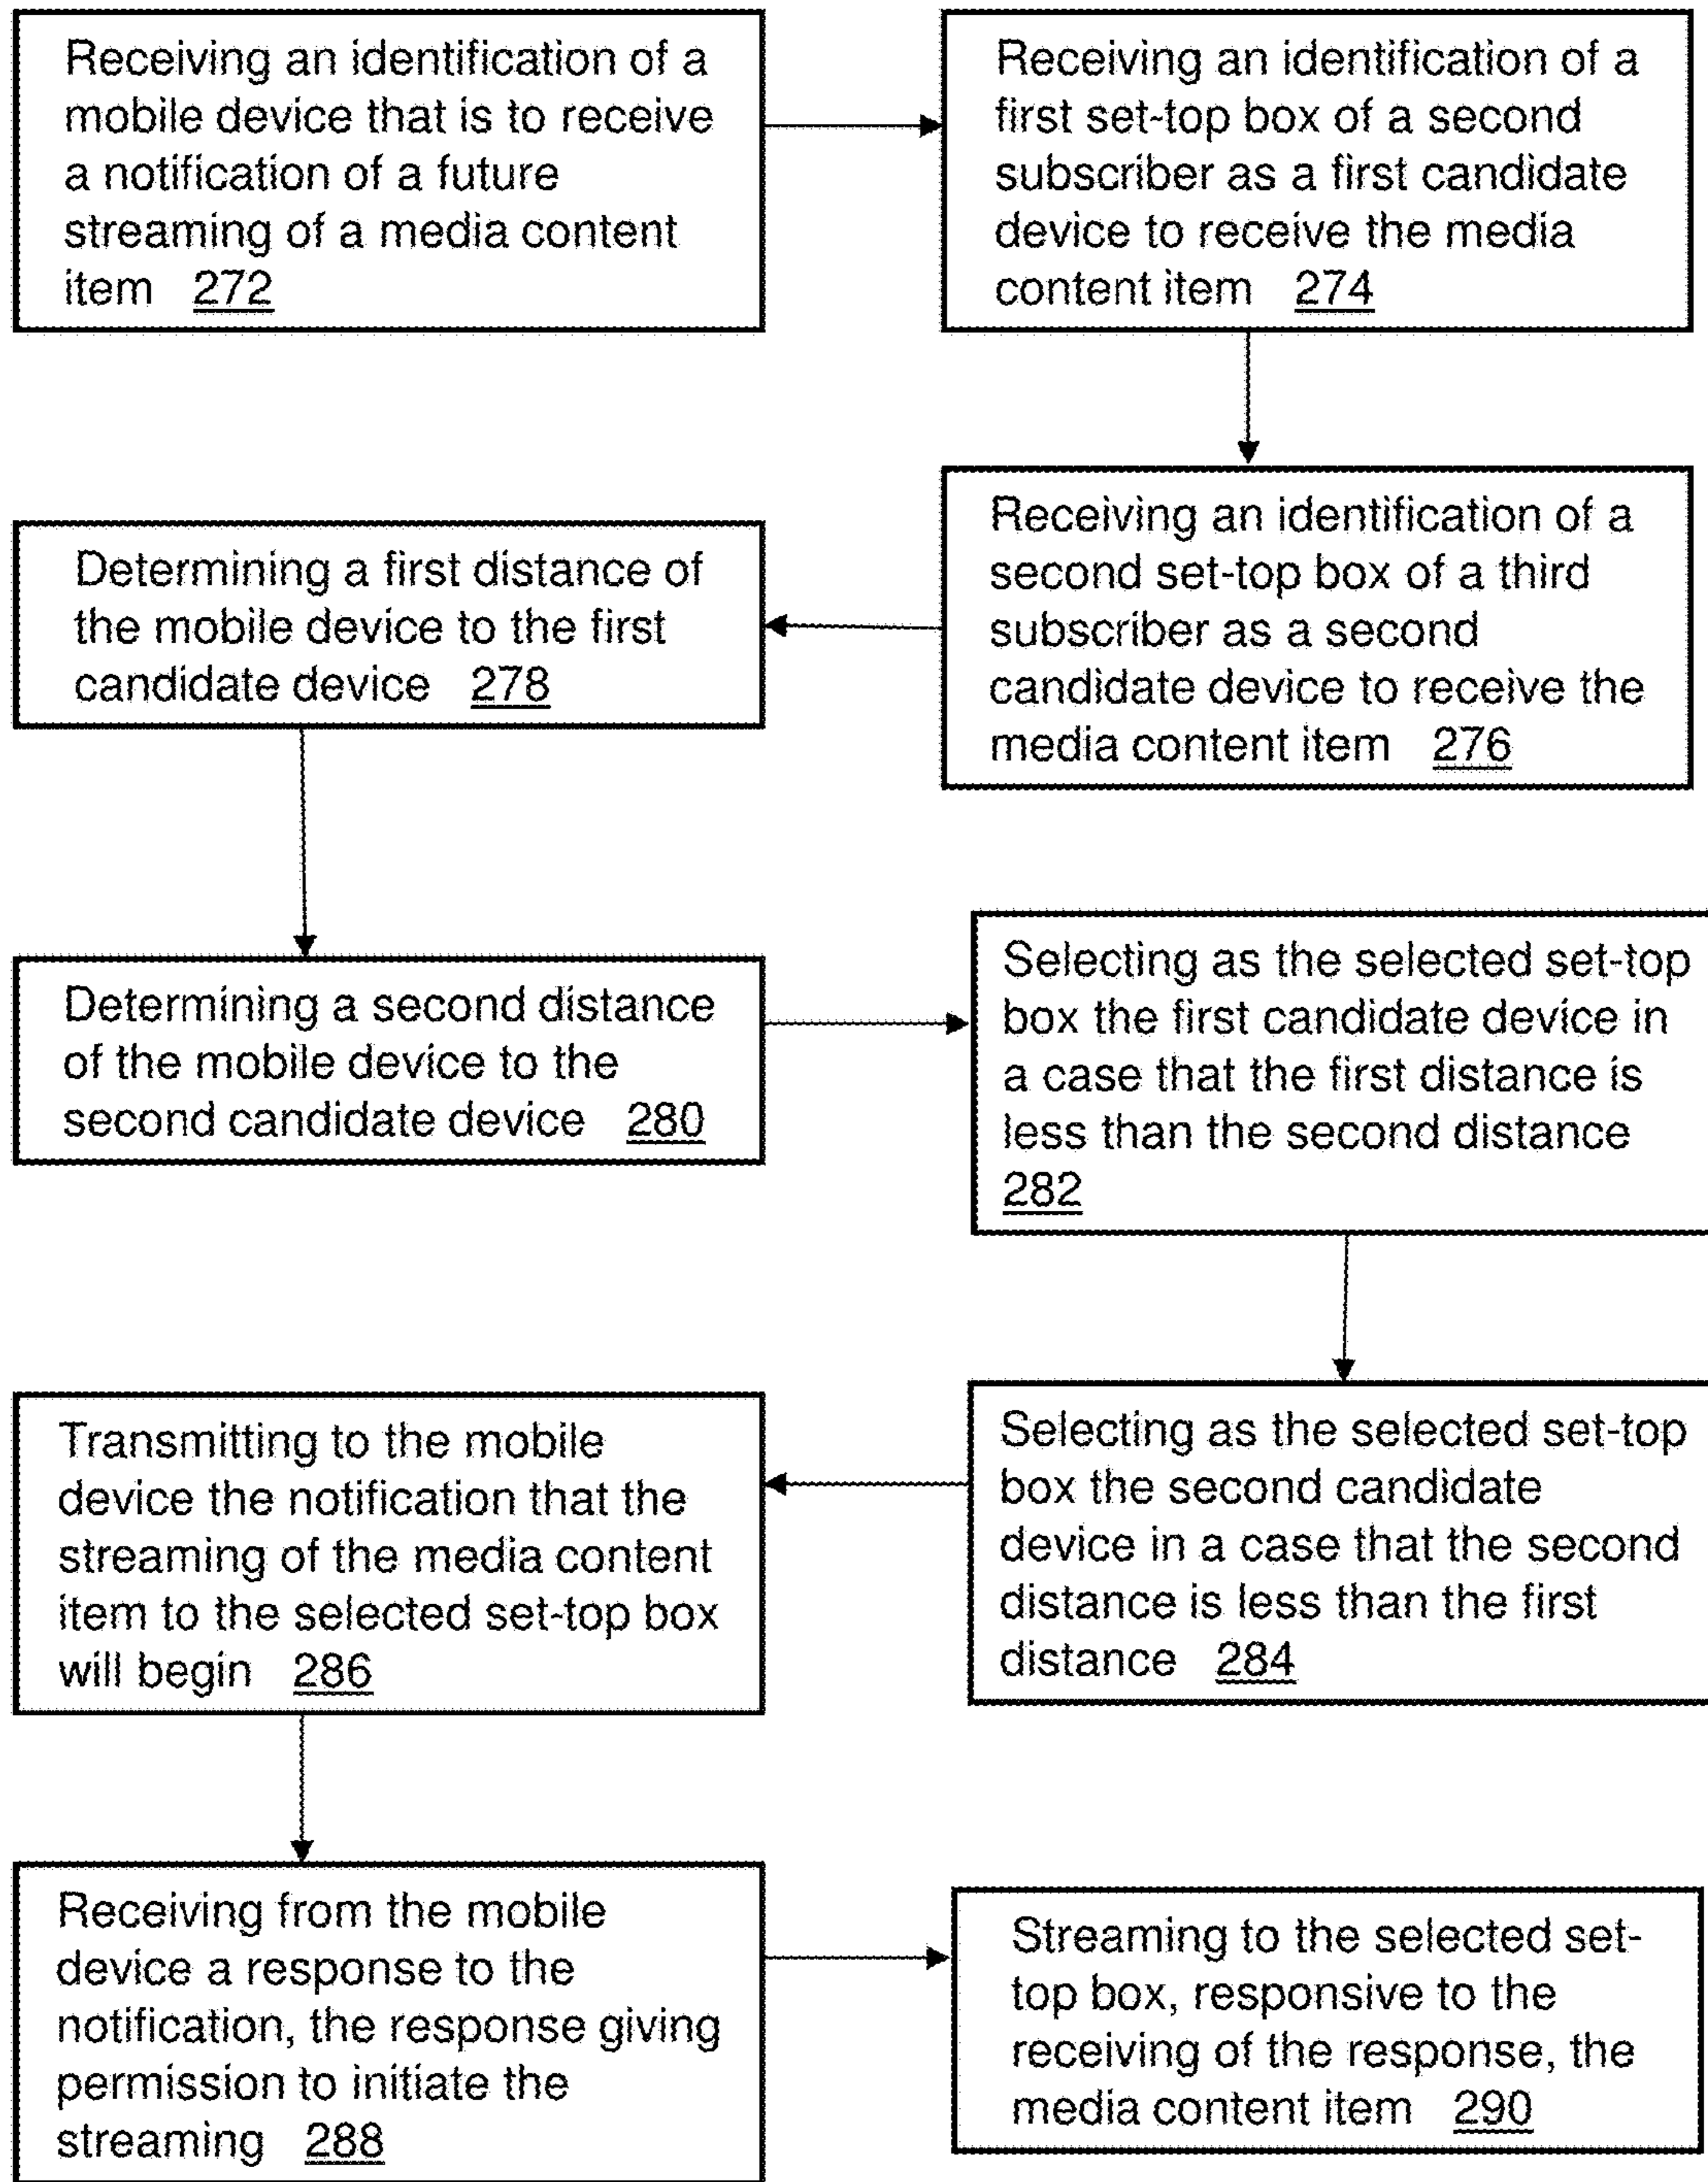 Receiving an identification of a
mobile device that is to receive
a notification of a future
streaming of a media content
item 272
Receiving an identification of a
first set-top box of a second
subscriber as a first candidate
device to receive the media
content item 274
Receiving an identification of a
second set-top box of a third
subscriber as a second
candidate device to receive the
media content item 276
Determining a first distance of
the mobile device to the first
candidate device 278
Determining a second distance
of the mobile device to the
second candidate device 280
Selecting as the selected set-top
box the first candidate device in
a case that the first distance is
less than the second distance
282
Selecting as the selected set-top
box the second candidate
device in a case that the second
distance is less than the first
distance 284
Transmitting to the mobile
device the notification that the
streaming of the media content
item to the selected set-top box
will begin 286
Receiving from the mobile
device a response to the
notification, the response giving
permission to initiate the
streaming 288
Streaming to the selected set-
top box, responsive to the
receiving of the response, the
media content item 290